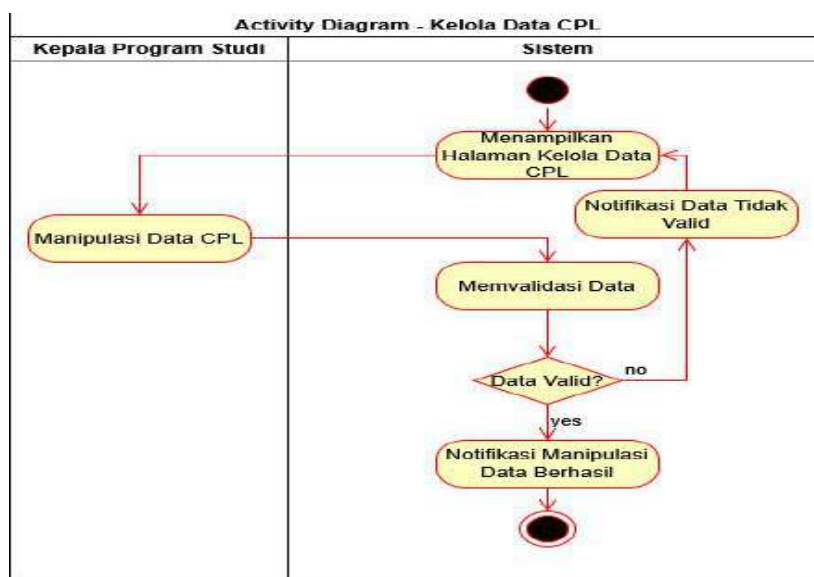 Activity Diagram - Kelola Data CPL
Kepala Program Studi
Sistem
Menampilkan
Halaman Kelola Data
CPL
Notifikasi Data Tidak
Valid
Manipulasi Data CPL
Memvalidasi Data
Data Valid?
no
yes
Notifikasi Manipulasi
Data Berhasil